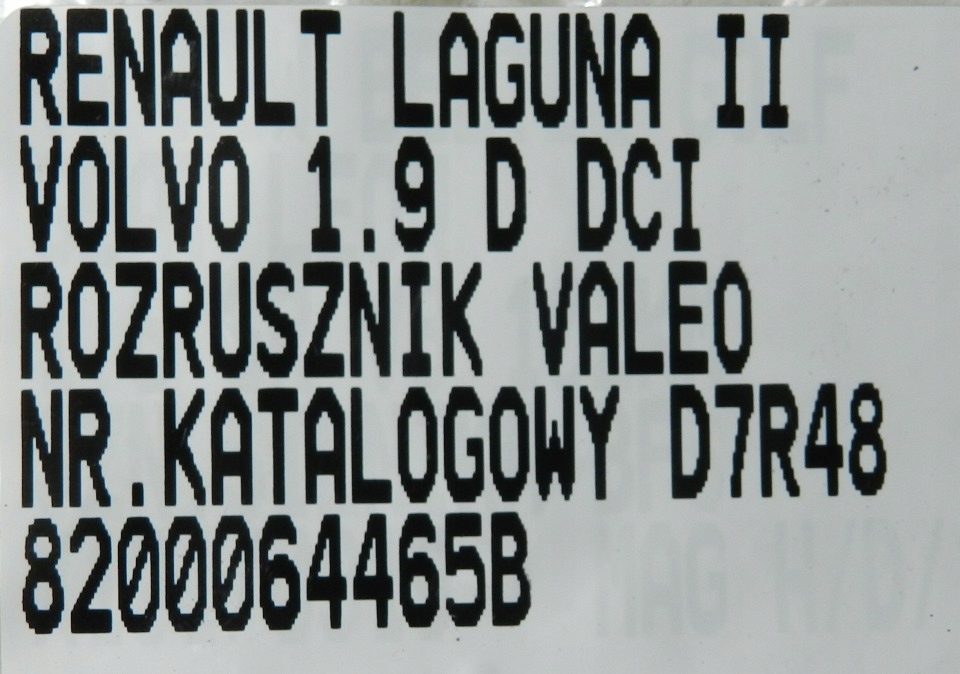 RENAULT LAGUNA II
VOLVO 1.9 D DCI
ROZRUSZNIK VALEO
NR.KATALOGOWY D7R48
8200064465B